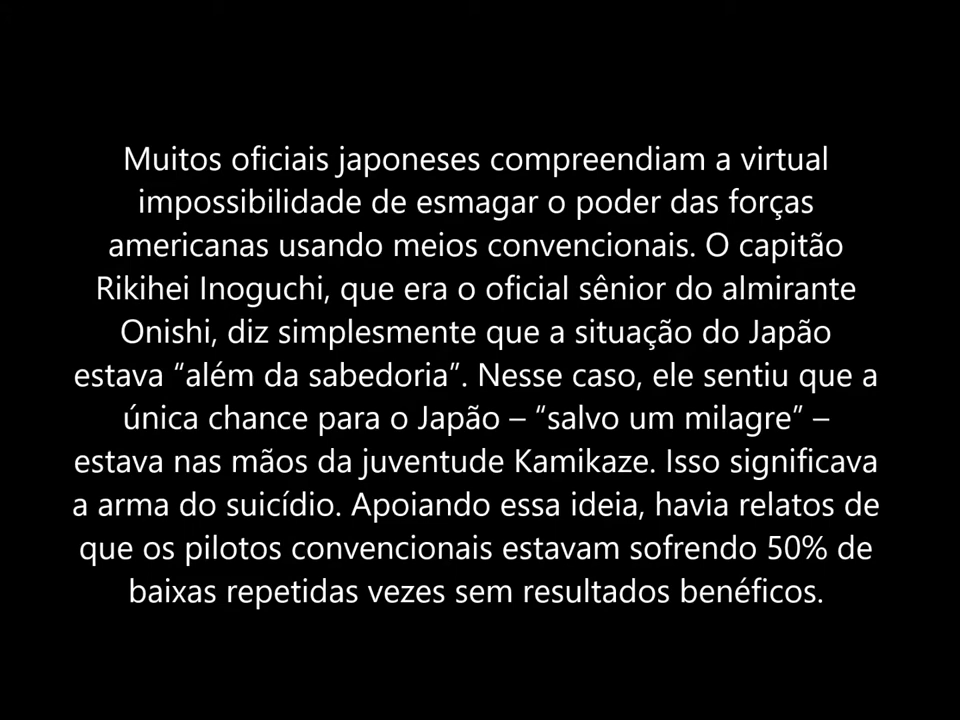 Muitos oficiais japoneses compreendiam a virtual
impossibilidade de esmagar o poder das forças
americanas usando meios convencionais. O capitão
Rikihei Inoguchi, que era o oficial sênior do almirante
Onishi, diz simplesmente que a situação do Japão
estava “além da sabedoria”. Nesse caso, ele sentiu que a
única chance para o Japão – “salvo um milagre” –
estava nas mãos da juventude Kamikaze. Isso significava
a arma do suicídio. Apoiando essa ideia, havia relatos de
que os pilotos convencionais estavam sofrendo 50% de
baixas repetidas vezes sem resultados benéficos.